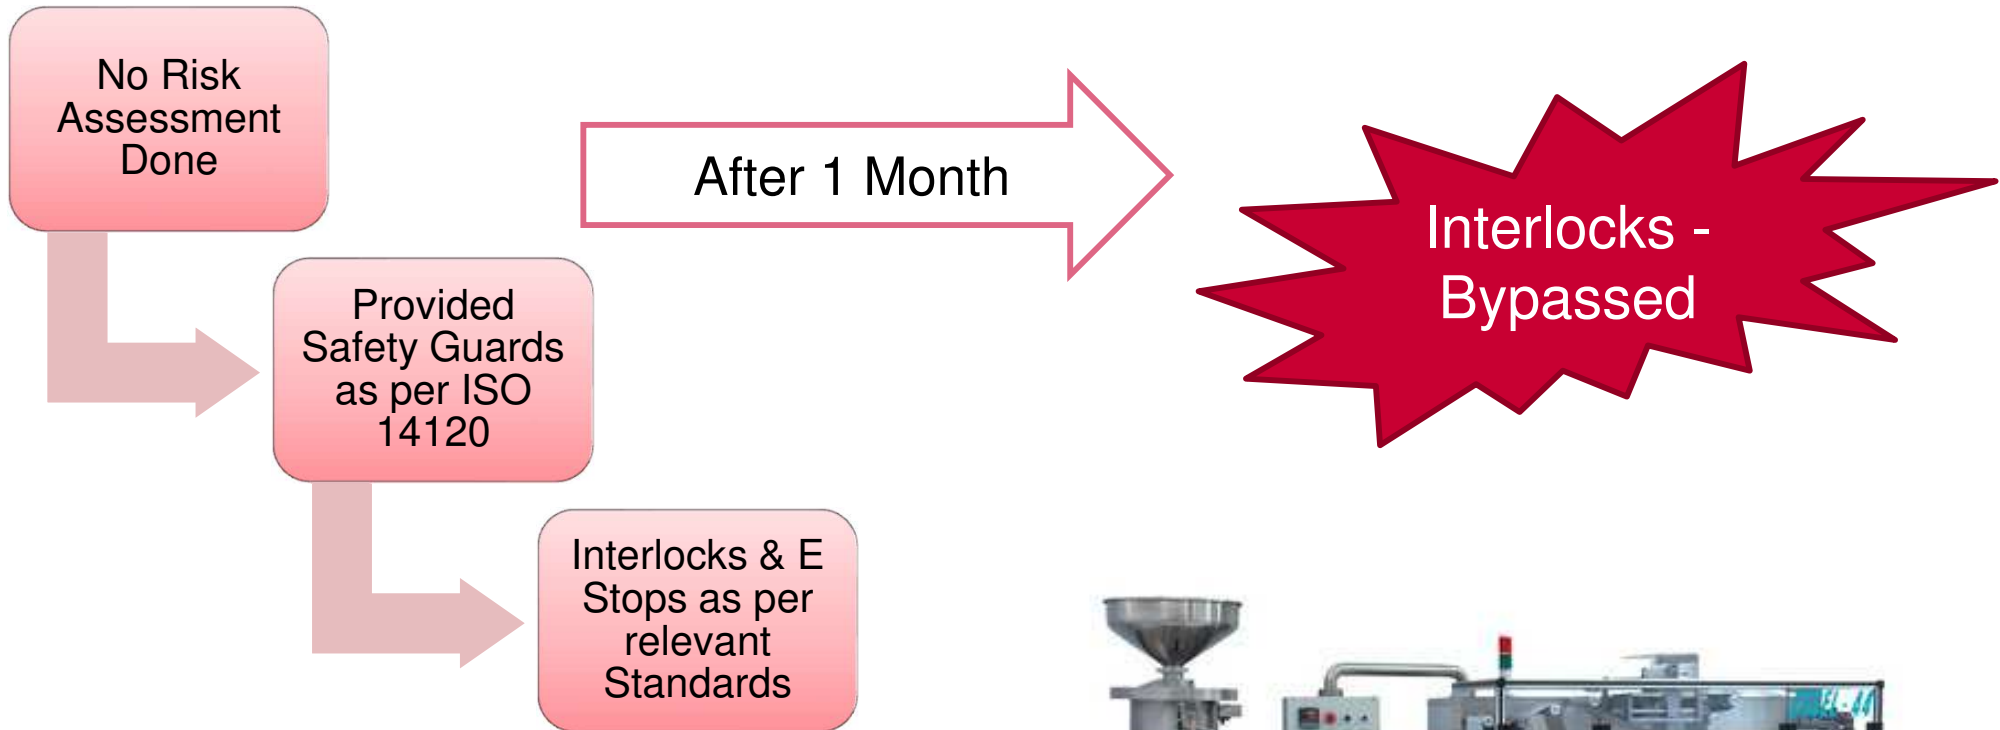 No Risk
Assessment
Done
After 1 Month
Interlocks -
Bypassed
Provided
Safety Guards
as per ISO
14120
Interlocks & E
Stops as per
relevant
Standards